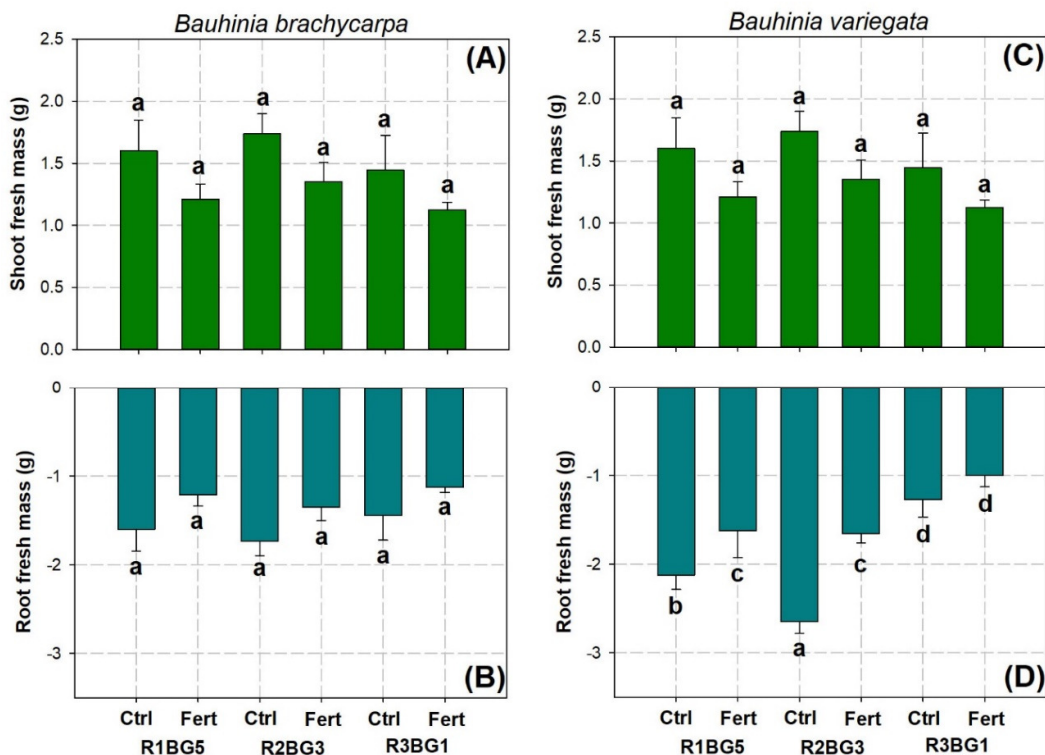 Bauhinia brachycarpa
Bauhinia variegata
(A)
Shoot fresh mass (g)
2.5
2.0
1.5
1.0
0.5
0.0
a
a
a
a
a
a
(C)
Shoot fresh mass (g)
2.5
2.0
1.5
1.0
0.5
0.0
a
a
a
a
a
a
(B)
Root fresh mass (g)
0
-1
-2
-3
a
a
a
a
a
a
Ctrl Fert Ctrl Fert Ctrl Fert
R1BG5 R2BG3 R3BG1
(D)
Root fresh mass (g)
0
-1
-2
-3
b
c
a
c
d
d
Ctrl Fert Ctrl Fert Ctrl Fert
R1BG5 R2BG3 R3BG1